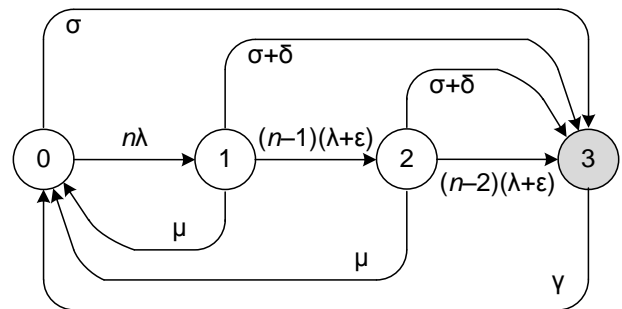 σ
σ+δ
σ+δ
nλ
(n–1)(λ+ε)
0
1
2
3
(n–2)(λ+ε)
μ
μ
γ